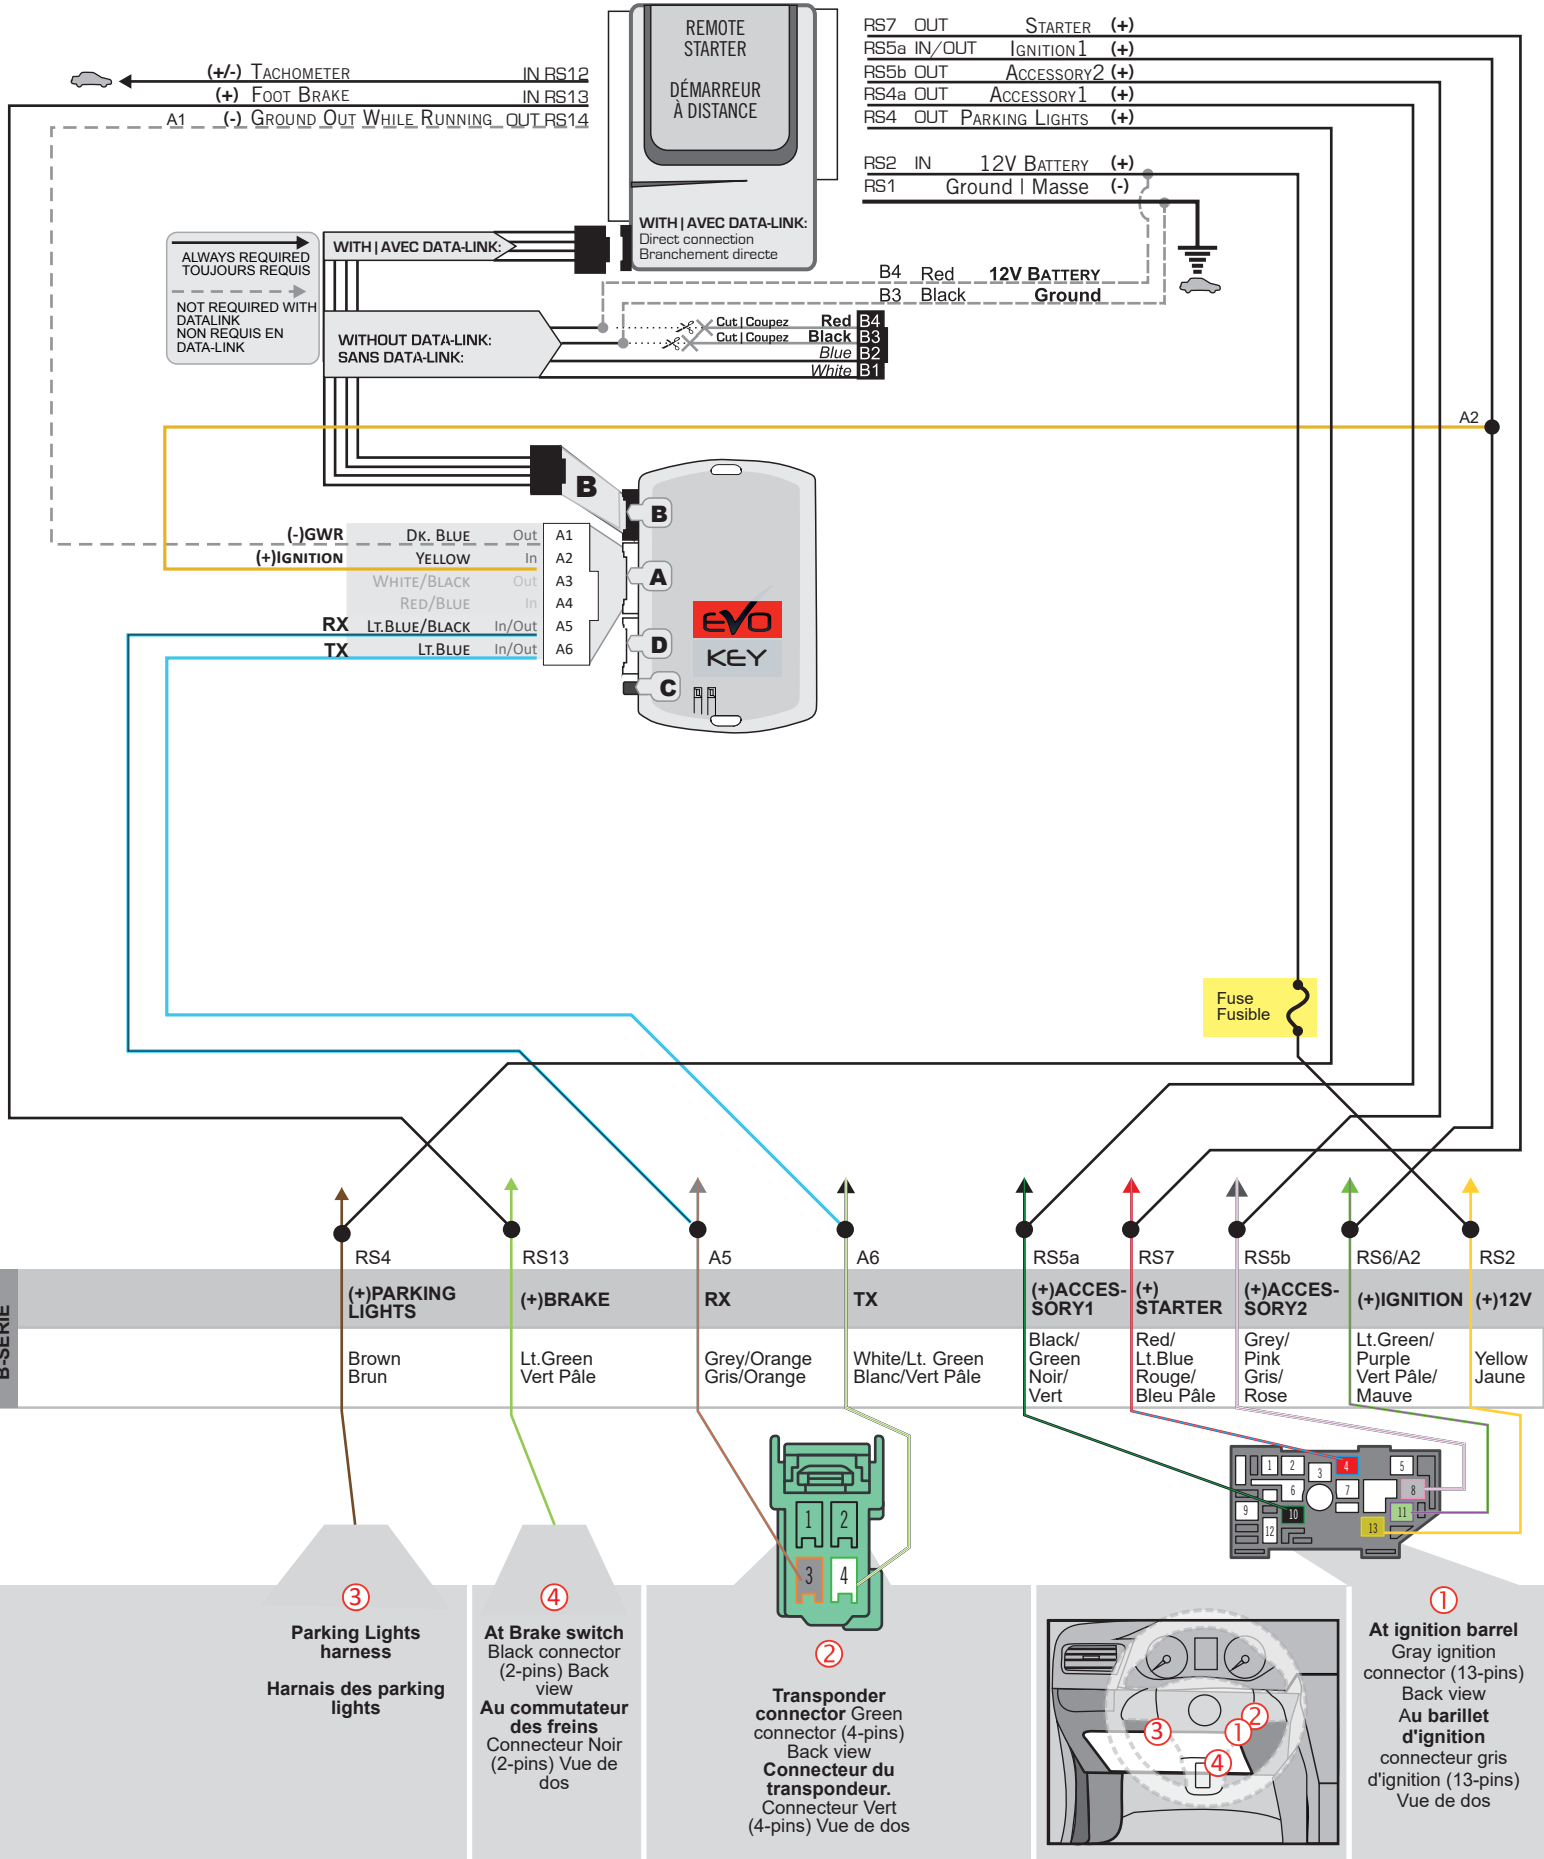 REMOTE
STARTER
DÉMARREUR
À DISTANCE
WITH | AVEC DATA-LINK:
Direct connection
Branchement directe
(+/-) TACHOMETER IN RS12
(+) FOOT BRAKE IN RS13
A1 (-) GROUND OUT WHILE RUNNING OUT RS14
RS7 OUT STARTER (+)
RS5a IN/OUT IGNITION1 (+)
RS5b OUT ACCESSORY2 (+)
RS4a OUT ACCESSORY1 (+)
RS4 OUT PARKING LIGHTS (+)
RS2 IN 12V BATTERY (+)
RS1 Ground | Masse (-)
ALWAYS REQUIRED
TOUJOURS REQUIS
NOT REQUIRED WITH
DATALINK
NON REQUIS EN
DATA-LINK
WITH | AVEC DATA-LINK:
B4 Red 12V BATTERY
B3 Black Ground
WITHOUT DATA-LINK:
SANS DATA-LINK:
Cut | Coupez Red B4
Cut | Coupez Black B3
Blue B2
White B1
A2
B
B
A
D
C
EVO
KEY
(-)GWR DK. BLUE Out A1
(+)IGNITION YELLOW In A2
WHITE/BLACK Out A3
RED/BLUE In A4
RX LT.BLUE/BLACK In/Out A5
TX LT.BLUE In/Out A6
Fuse
Fusible
B-SERIE
RS4
(+)PARKING
LIGHTS
Brown
Brun
RS13
(+)BRAKE
Lt.Green
Vert Pâle
A5
RX
Grey/Orange
Gris/Orange
A6
TX
White/Lt. Green
Blanc/Vert Pâle
RS5a
(+)ACCES-
SORY1
Black/
Green
Noir/
Vert
RS7
(+)
STARTER
Red/
Lt.Blue
Rouge/
Bleu Pâle
RS5b
(+)ACCES-
SORY2
Grey/
Pink
Gris/
Rose
RS6/A2
(+)IGNITION
Lt.Green/
Purple
Vert Pâle/
Mauve
RS2
(+)12V
Yellow
Jaune
1 2
3 4
1 2 3 4 5
6 7 8
9 10 11
12 13
3
Parking Lights
harness
Harnais des parking
lights
4
At Brake switch
Black connector
(2-pins) Back
view
Au commutateur
des freins
Connecteur Noir
(2-pins) Vue de
dos
2
Transponder
connector Green
connector (4-pins)
Back view
Connecteur du
transpondeur.
Connecteur Vert
(4-pins) Vue de dos
2
3 1
4
1
At ignition barrel
Gray ignition
connector (13-pins)
Back view
Au barillet
d'ignition
connecteur gris
d'ignition (13-pins)
Vue de dos